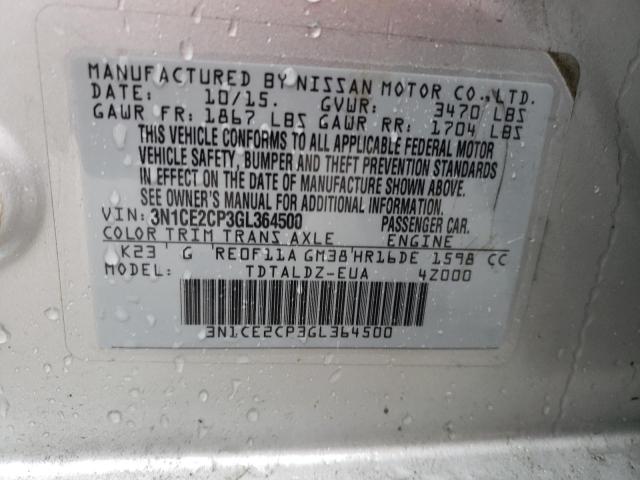 MANUFACTURED BY NISSAN MOTOR CO.,LTD.
DATE: 10/15. GVWR: 3470 LBS
GAWR FR: 1867 LBS GAWR RR: 1704 LBS
THIS VEHICLE CONFORMS TO ALL APPLICABLE FEDERAL MOTOR
VEHICLE SAFETY, BUMPER AND THEFT PREVENTION STANDARDS
IN EFFECT ON THE DATE OF MANUFACTURE SHOWN ABOVE.
SEE OWNER'S MANUAL FOR ADDITIONAL INFORMATION.
VIN: 3N1CE2CP3GL364500 PASSENGER CAR.
COLOR TRIM TRANS AXLE ENGINE
K23 G RE0F11A GM38 HR16DE 1598 CC
MODEL: TDTALDZ-EUA 4Z000
3N1CE2CP3GL364500